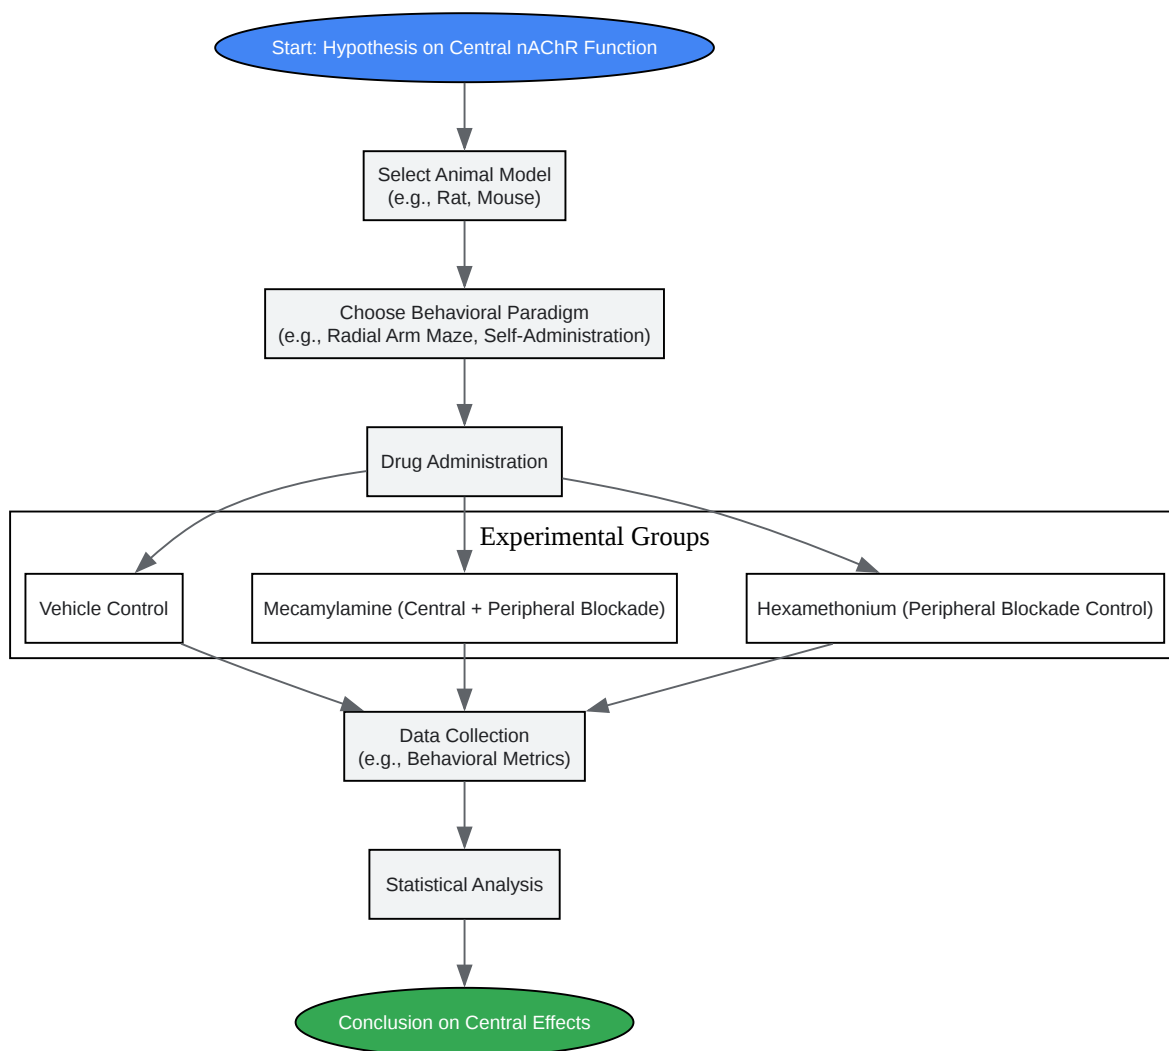 Start: Hypothesis on Central nAChR Function
Select Animal Model
(e.g., Rat, Mouse)
Choose Behavioral Paradigm
(e.g., Radial Arm Maze, Self-Administration)
Drug Administration
Experimental Groups
Vehicle Control
Mecamylamine (Central + Peripheral Blockade)
Hexamethonium (Peripheral Blockade Control)
Data Collection
(e.g., Behavioral Metrics)
Statistical Analysis
Conclusion on Central Effects